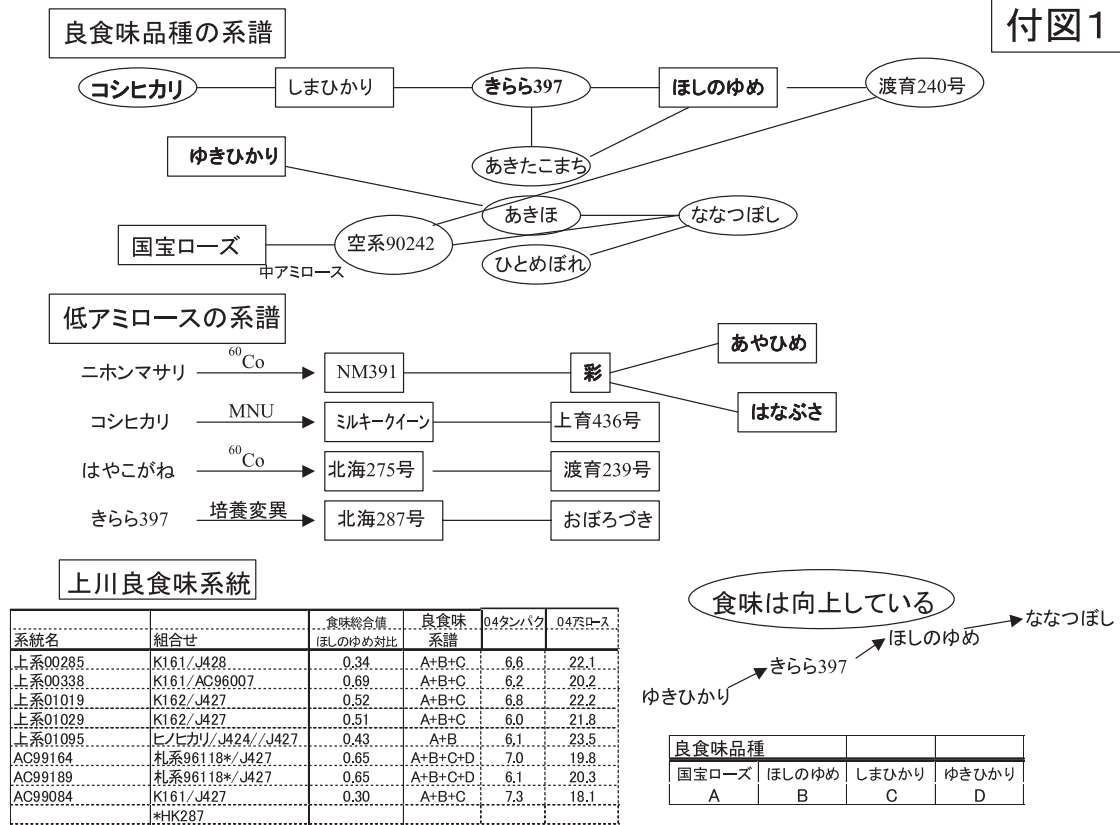 付図1
良食味品種の系譜
コシヒカリ しまひかり きらら397 ほしのゆめ 渡育240号
ゆきひかり あきたこまち
あきほ ななつぼし
国宝ローズ 空系90242 ひとめぼれ
中アミロース
低アミロースの系譜
あやひめ
ニホンマサリ 60Co NM391 彩
はなぶさ
コシヒカリ MNU ミルキークイーン 上育436号
はやこがね 60Co 北海275号 渡育239号
きらら397 培養変異 北海287号 おぼろづき
上川良食味系統
系統名 組合せ 食味総合値 ほしのゆめ対比 良食味 系譜 04タンパク 04アミロース
上系00285 K161/J428 0.34 A+B+C 6.6 22.1
上系00338 K161/AC96007 0.69 A+B+C 6.2 20.2
上系01019 K162/J427 0.52 A+B+C 6.8 22.2
上系01029 K162/J427 0.51 A+B+C 6.0 21.8
上系01095 ヒノヒカリ/J424//J427 0.43 A+B 6.1 23.5
AC99164 札系96118*/J427 0.65 A+B+C+D 7.0 19.8
AC99189 札系96118*/J427 0.65 A+B+C+D 6.1 20.3
AC99084 K161/J427 0.30 A+B+C 7.3 18.1
*HK287
食味は向上している
ななつぼし
ほしのゆめ
きらら397
ゆきひかり
良食味品種
国宝ローズ ほしのゆめ しまひかり ゆきひかり
A B C D